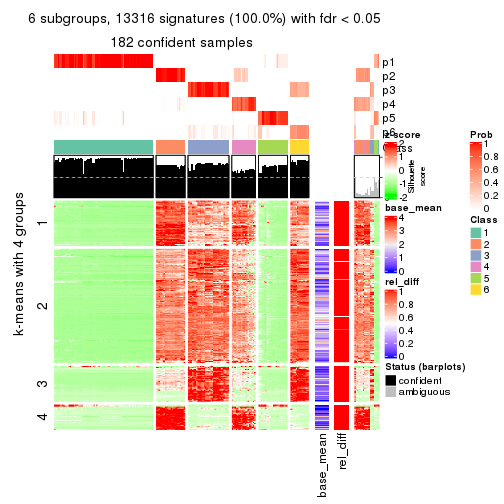 6 subgroups, 13316 signatures (100.0%) with fdr < 0.05
182 confident samples
p1
p2
p3
p4
p5
p6
Class
Silhouette
score
z-score
2
1
0
-1
-2
Prob
1
0.8
0.6
0.4
0.2
0
base_mean
4
3
2
1
0
Class
1
2
3
4
5
6
rel_diff
1
0.8
0.6
0.4
0.2
0
Status (barplots)
confident
ambiguous
k-means with 4 groups
1
2
3
4
base_mean
rel_diff